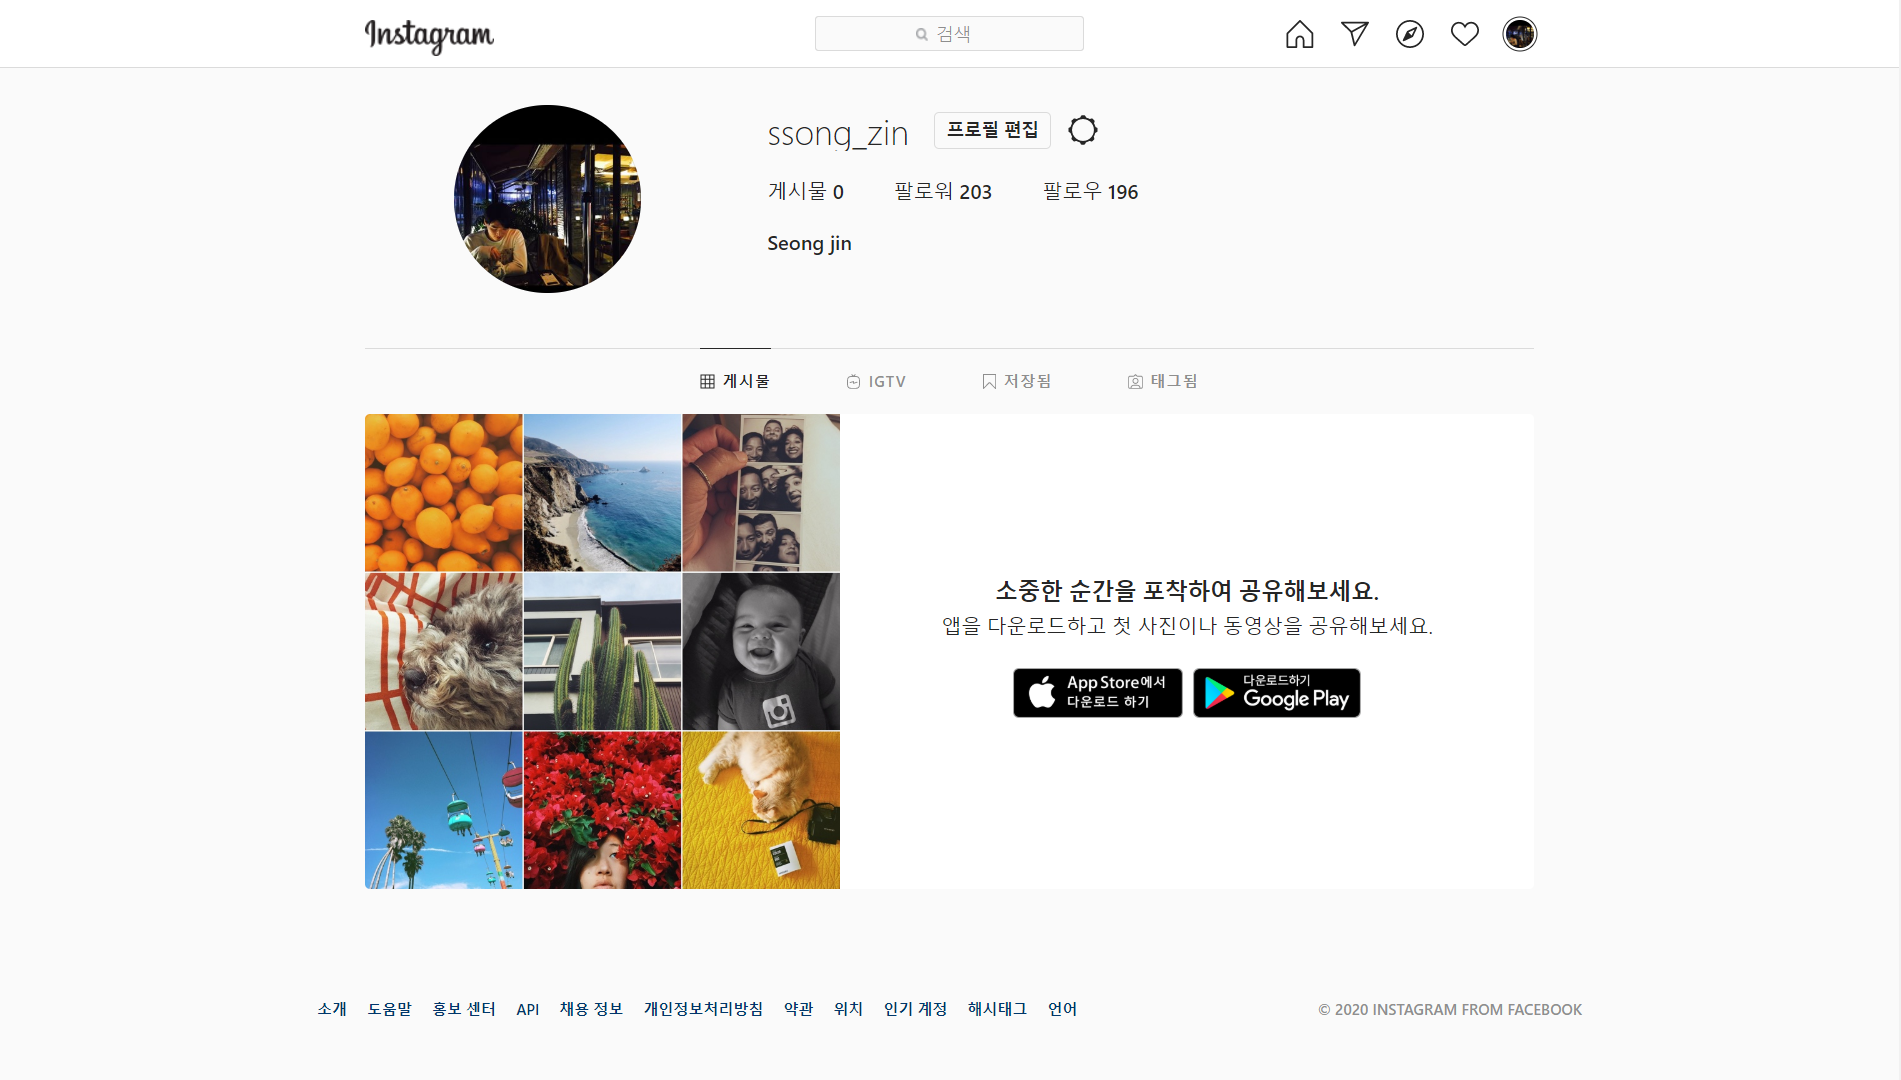 Instagram
검색
ssong_zin
프로필 편집
게시물 0
팔로워 203
팔로우 196
Seong jin
게시물
IGTV
저장됨
태그됨
소중한 순간을 포착하여 공유해보세요.
앱을 다운로드하고 첫 사진이나 동영상을 공유해보세요.
App Store에서
다운로드 하기
다운로드하기
Google Play
소개 도움말 홍보 센터 API 채용 정보 개인정보처리방침 약관 위치 인기 계정 해시태그 언어
© 2020 INSTAGRAM FROM FACEBOOK